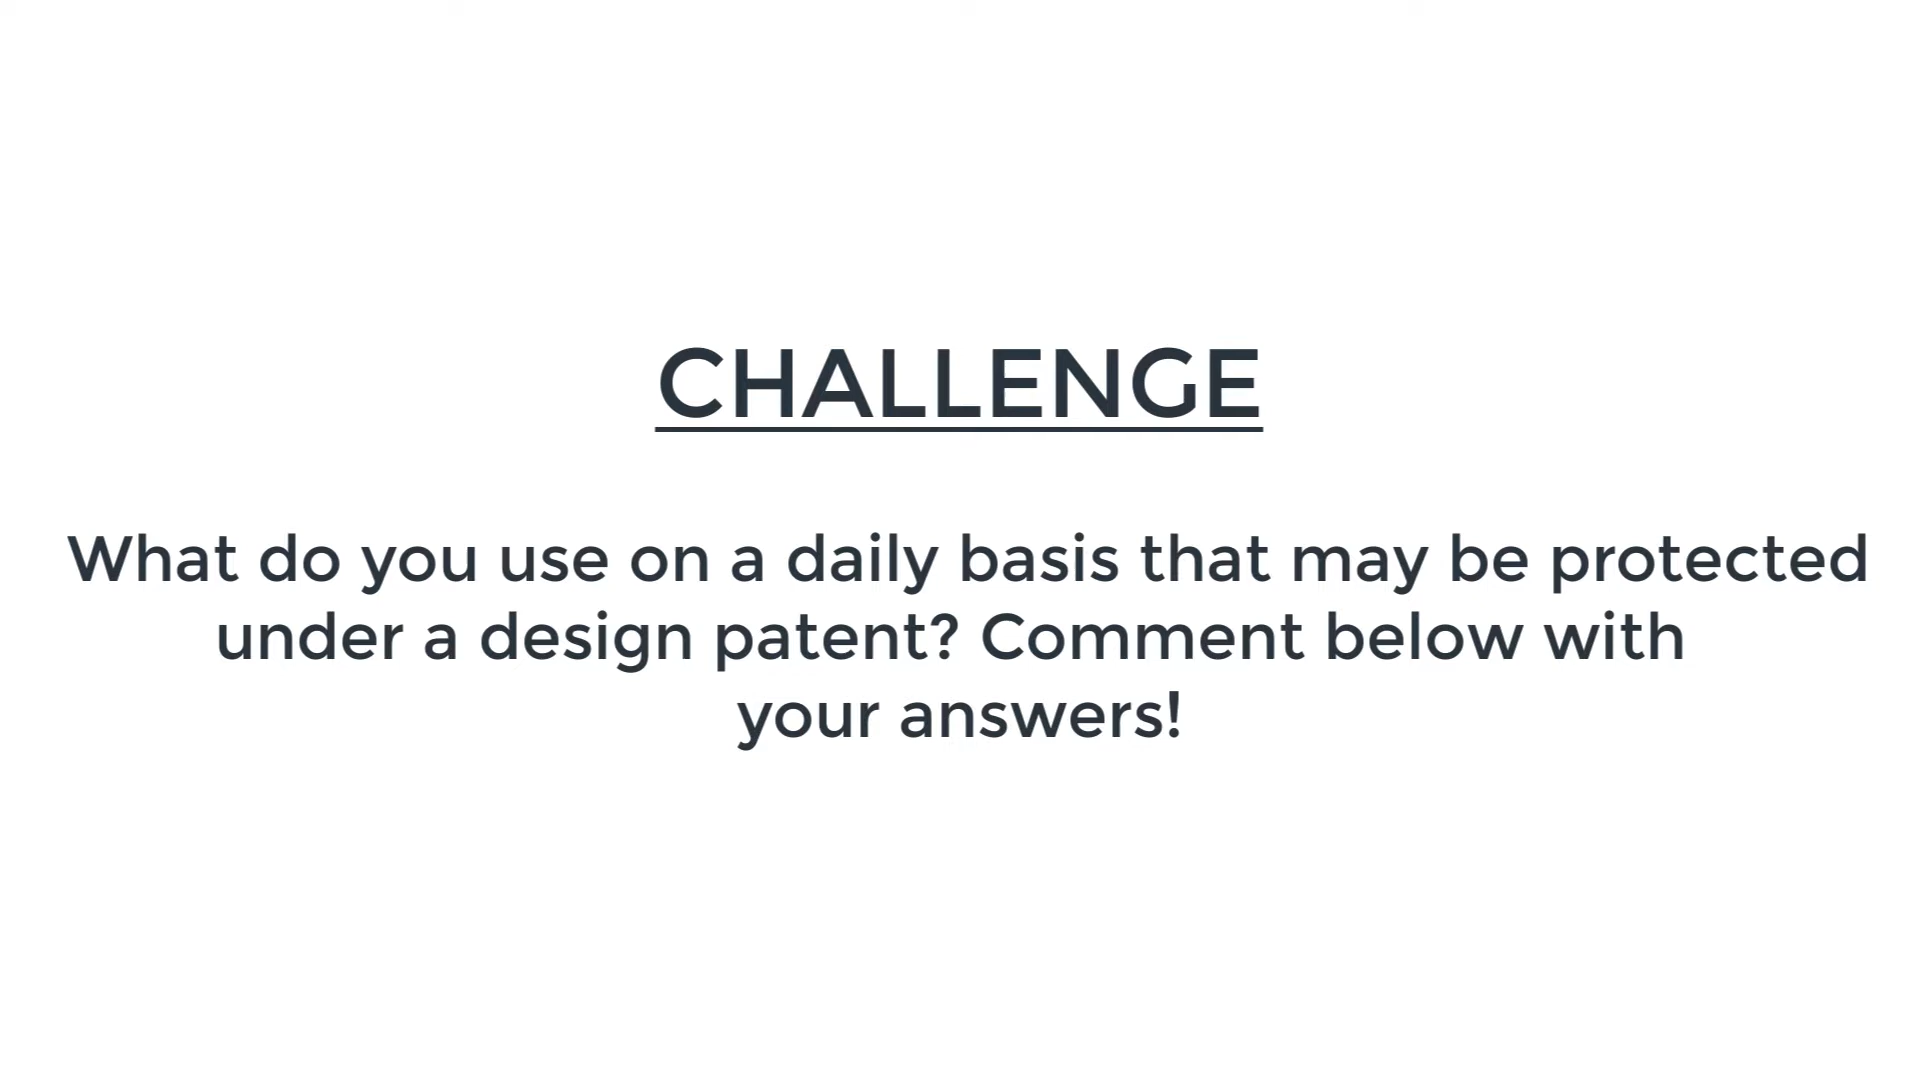 CHALLENGE
What do you use on a daily basis that may be protected
under a design patent? Comment below with
your answers!